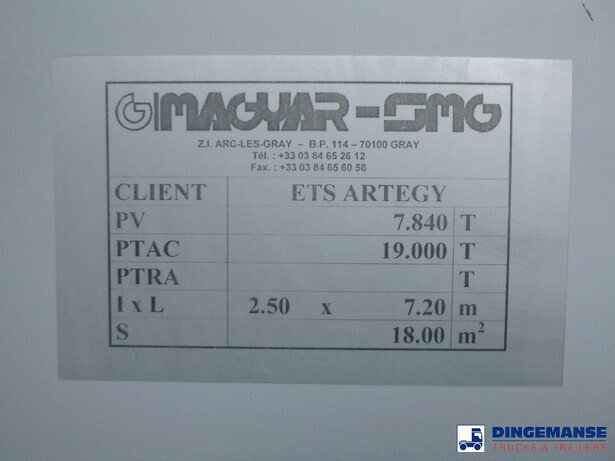 MAGYAR-SMG
Z.I. ARC-LES-GRAY – B.P. 114 – 70100 GRAY
Tél. : +33 03 84 65 26 12
Fax. : +33 03 84 65 60 58
CLIENT ETS ARTEGY
PV 7.840 T
PTAC 19.000 T
PTRA T
l x L 2.50 x 7.20 m
S 18.00 m²
DINGEMANSE
TRUCKS & TRAILERS